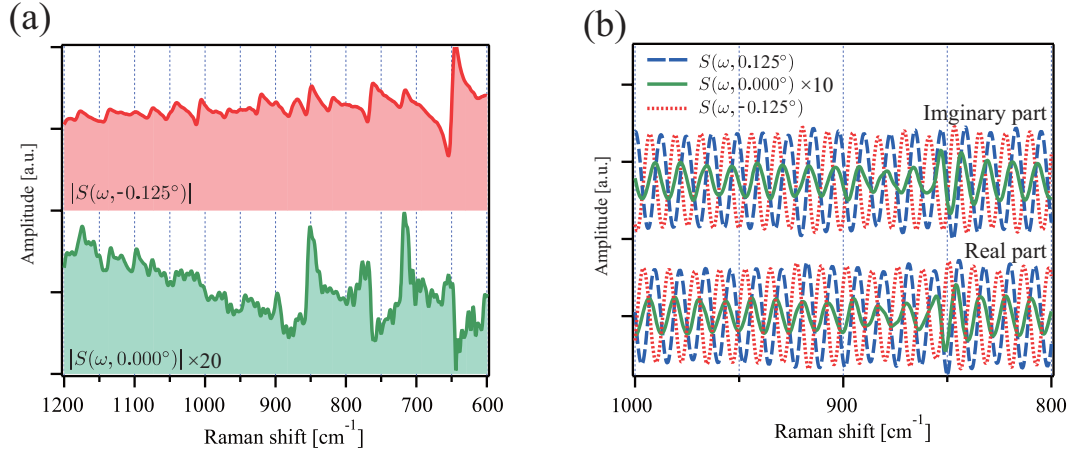 (a)
Amplitude [a.u.]
|S(ω,-0.125°)|
|S(ω, 0.000°)| ×20
1200 1100 1000 900 800 700 600
Raman shift [cm⁻¹]
(b)
Amplitude [a.u.]
S(ω, 0.125°)
S(ω, 0.000°) ×10
S(ω, -0.125°)
Imginary part
Real part
1000 900 800
Raman shift [cm⁻¹]